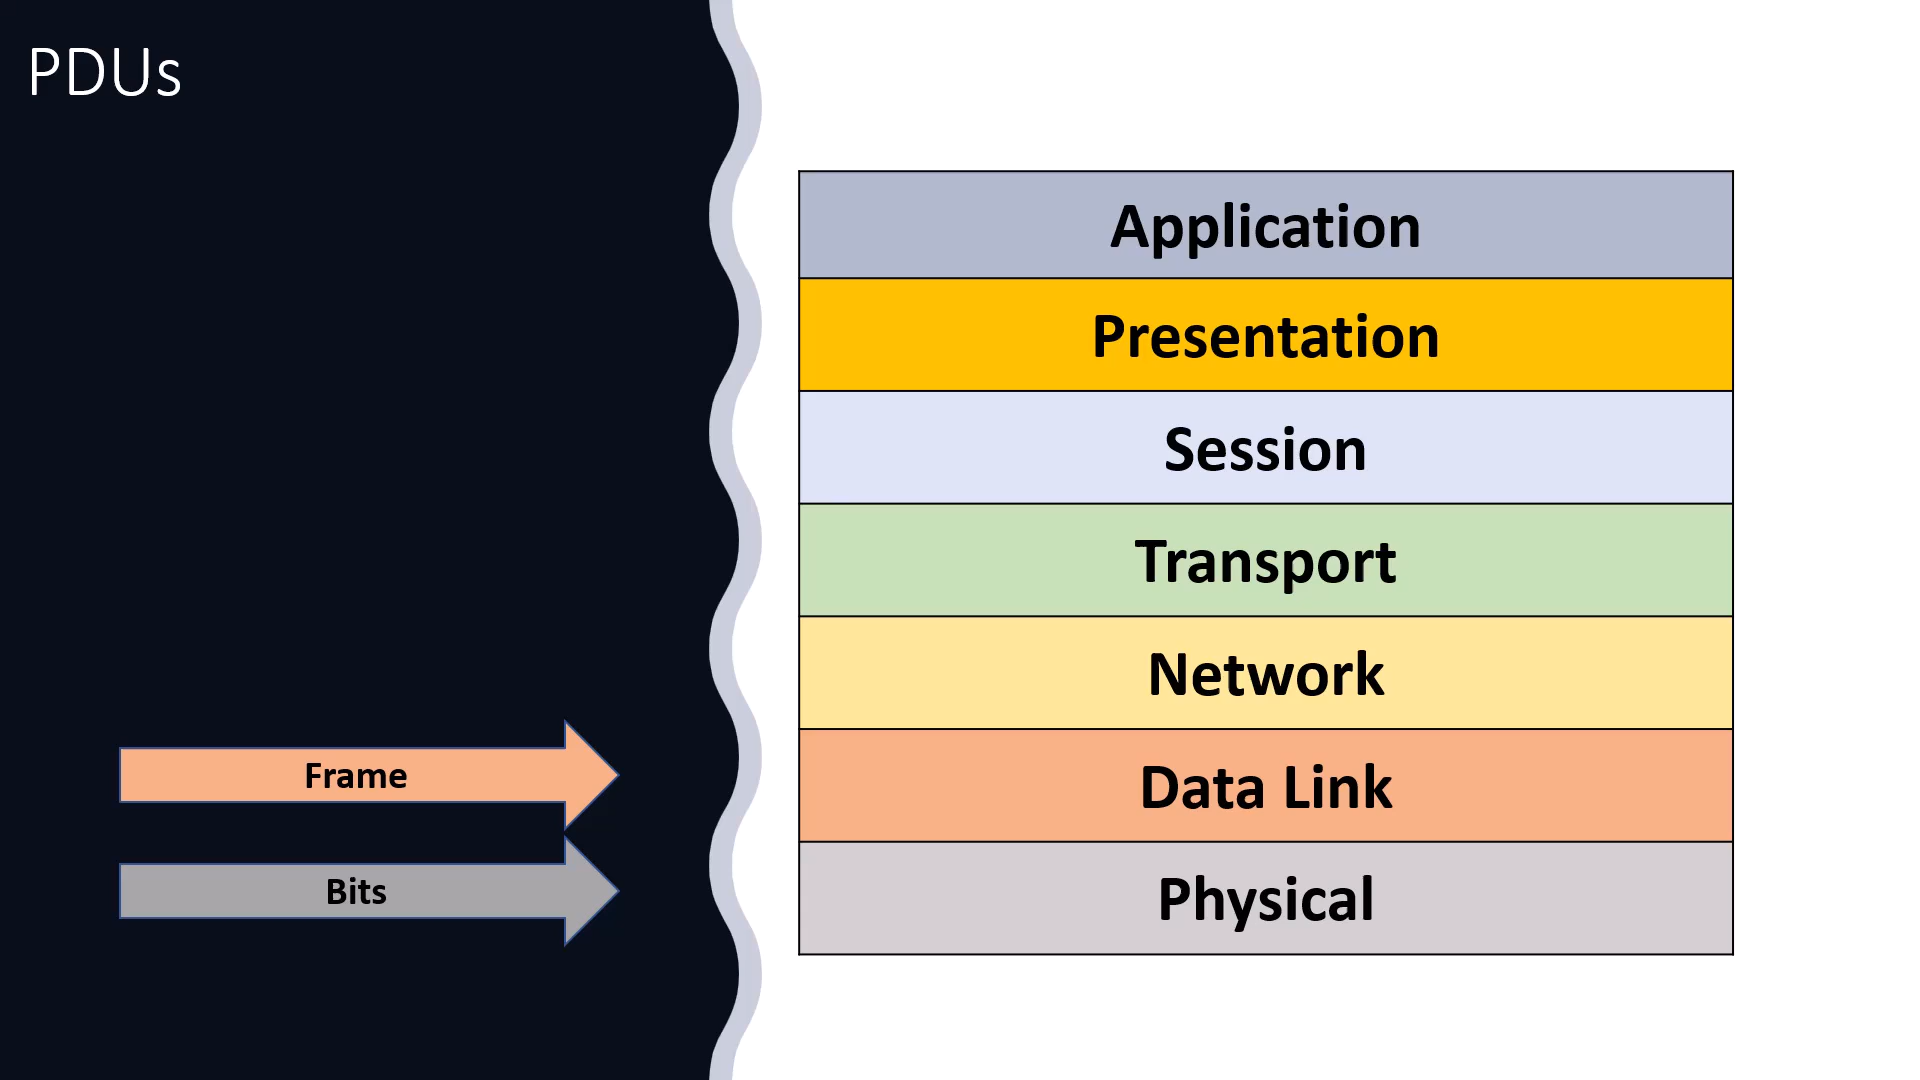 PDUs
Application
Presentation
Session
Transport
Network
Frame
Data Link
Bits
Physical